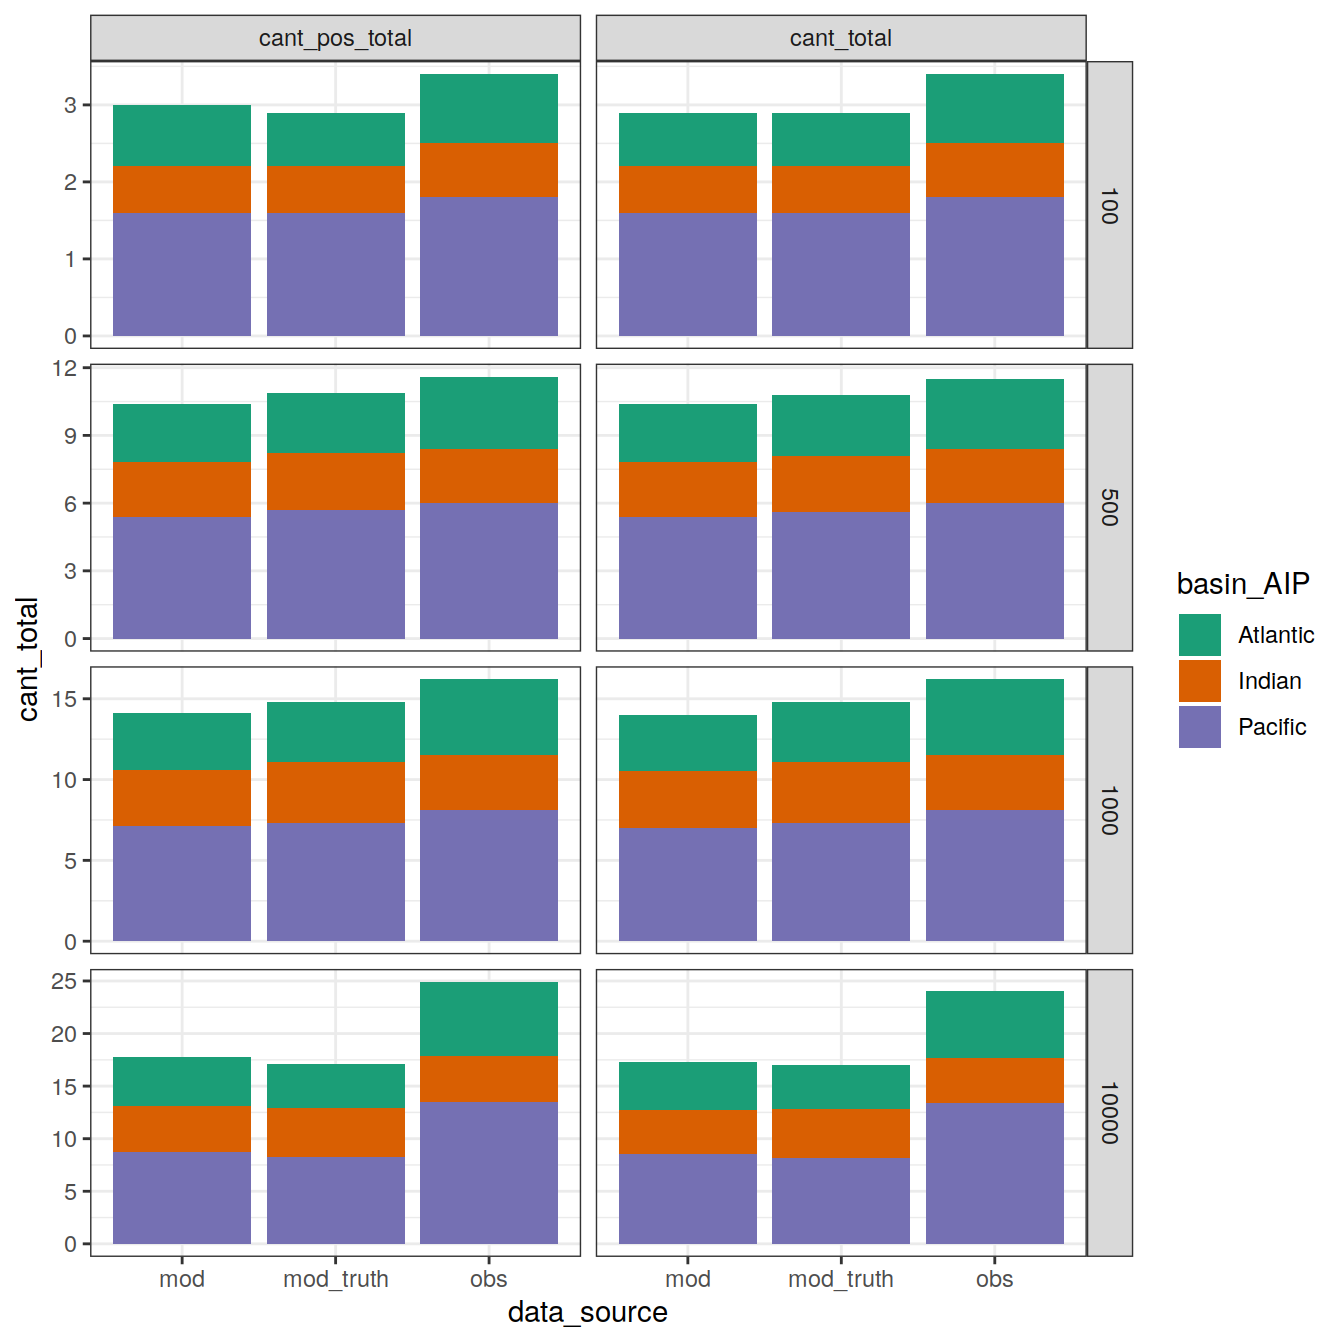 cant_pos_total
cant_total
3
2
1
0
100
12
9
6
3
0
500
15
10
5
0
1000
25
20
15
10
5
0
10000
mod
mod_truth
obs
mod
mod_truth
obs
data_source
cant_total
basin_AIP
Atlantic
Indian
Pacific